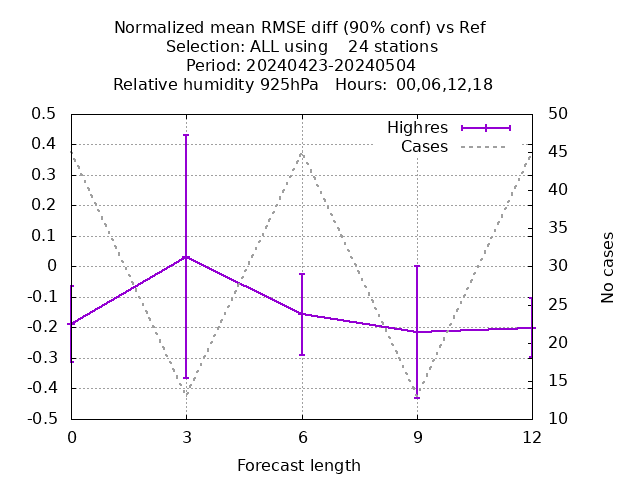 Normalized mean RMSE diff (90% conf) vs Ref
Selection: ALL using    24 stations
Period: 20240423-20240504
Relative humidity 925hPa   Hours: 00,06,12,18
Highres
Cases
0.5
0.4
0.3
0.2
0.1
0
-0.1
-0.2
-0.3
-0.4
-0.5
50
45
40
35
30
25
20
15
10
No cases
0 3 6 9 12
Forecast length